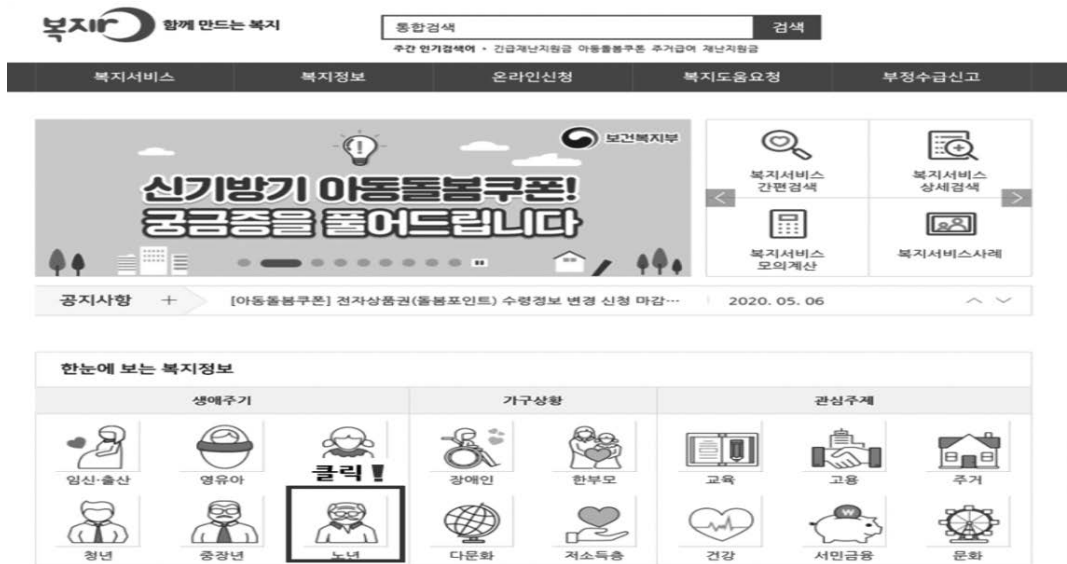 복지로 함께 만드는 복지
통합검색 검색
주간 인기검색어 • 긴급재난지원금 아동돌봄쿠폰 주거급여 재난지원금
복지서비스 복지정보 온라인신청 복지도움요청 부정수급신고
보건복지부
신기방기 아동돌봄쿠폰!
궁금증을 풀어드립니다
복지서비스
간편검색
복지서비스
상세검색
복지서비스
모의계산
복지서비스사례
공지사항 + [아동돌봄쿠폰] 전자상품권(돌봄포인트) 수령정보 변경 신청 마감… 2020. 05. 06
한눈에 보는 복지정보
생애주기 가구상황 관심주제
클릭!
임신·출산 영유아 장애인 한부모 교육 고용 주거
청년 중장년 노년 다문화 저소득층 건강 서민금융 문화